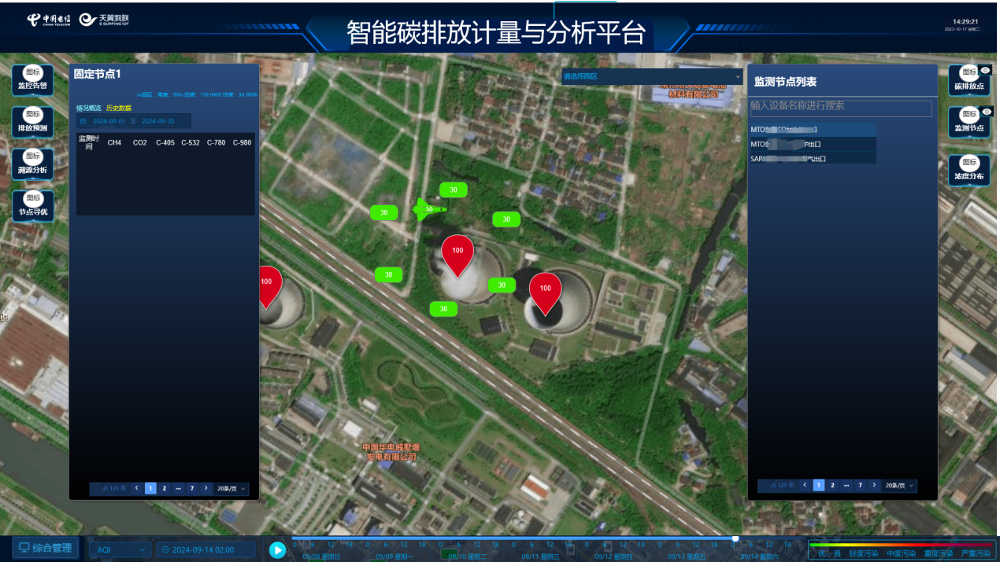 中国电信
CHINA TELECOM
天翼物联
E SURFING IOT
智能碳排放计量与分析平台
14:29:21
2023-10-17 星期二
图标
监控告警
图标
排放预测
图标
溯源分析
图标
节点寻优
固定节点1
xx园区: 高度: 50m 经度: 119.6405 纬度: 34.5609
情况概览 历史数据
2024-09-01 至 2024-09-30
监测时间 CH4 CO2 C-405 C-532 C-780 C-980
共 129 条 1 2 ··· 7 20条/页
请选择园区
材料有限公司
30
30
30
30
100
30
30
30
100
100
中国华电戚墅堰
发电有限公司
监测节点列表
输入设备名称进行搜索
MTO
MTO 出口
SAP 气出口
共 129 条 1 2 ··· 7 20条/页
图标
碳排放点
图标
监测节点
图标
浓度分布
综合管理
AQI
2024-09-14 02:00
0 6 12 18 0 6 12 18 0 6 12 18 0 6 12 18 0 6 12 18 0 6 12 18 0 6 12 18
09/08 星期日 09/09 星期一 09/10 星期二 09/11 星期三 09/12 星期四 09/13 星期五 09/14 星期六
优 良 轻度污染 中度污染 重度污染 严重污染